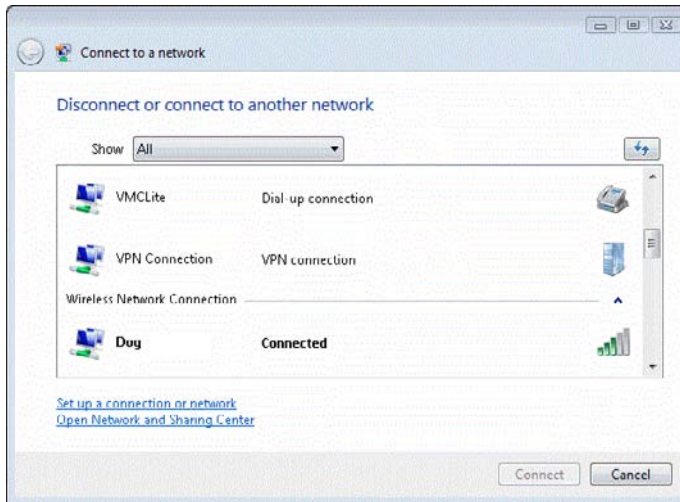 Connect to a network
Disconnect or connect to another network
Show All
VMCLite Dial-up connection
VPN Connection VPN connection
Wireless Network Connection
Duy Connected
Set up a connection or network
Open Network and Sharing Center
Connect Cancel